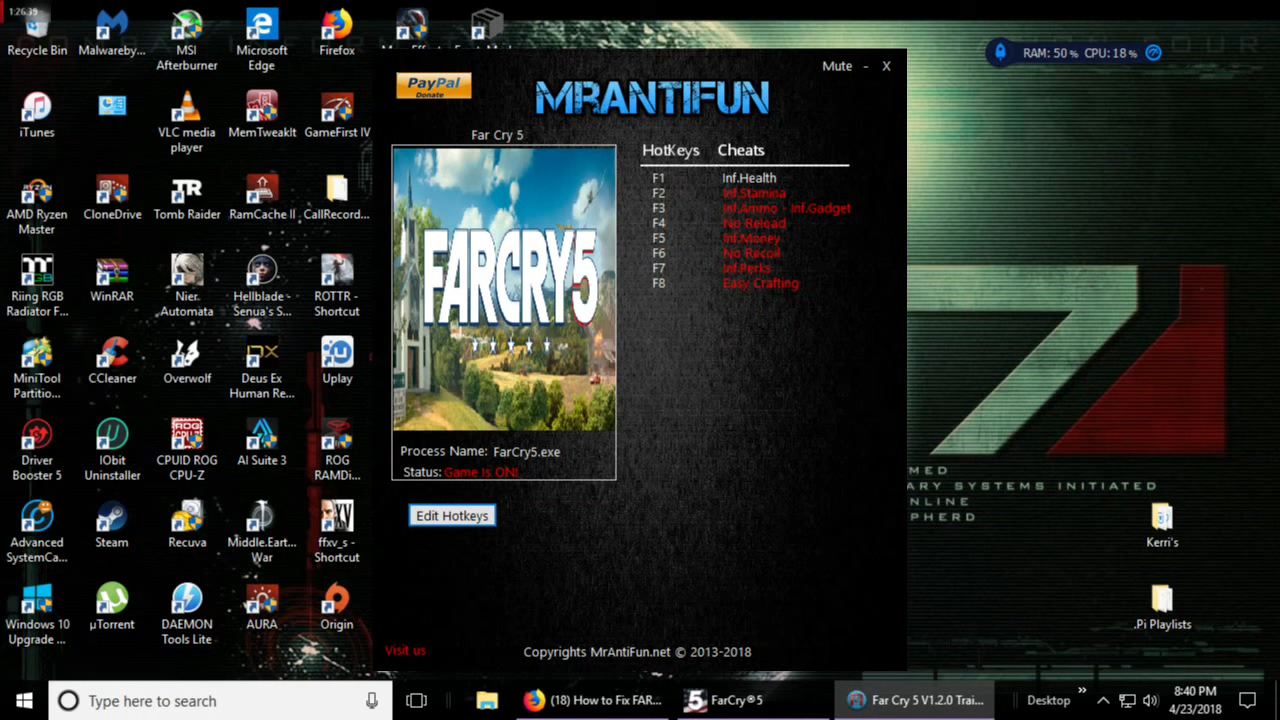 1:26:39
Recycle Bin
Malwareby...
MSI
Afterburner
Microsoft
Edge
Firefox
RAM: 50 % CPU: 18 %
iTunes
VLC media
player
MemTweakIt
GameFirst IV
AMD Ryzen
Master
CloneDrive
Tomb Raider
RamCache II
CallRecord...
Riing RGB
Radiator F...
WinRAR
Nier.
Automata
Hellblade -
Senua's S...
ROTTR -
Shortcut
MiniTool
Partitio...
CCleaner
Overwolf
Deus Ex
Human Re...
Uplay
Driver
Booster 5
IObit
Uninstaller
CPUID ROG
CPU-Z
AI Suite 3
ROG
RAMDi...
Advanced
SystemCa...
Steam
Recuva
Middle.Eart...
War
ffxv_s -
Shortcut
Windows 10
Upgrade ...
µTorrent
DAEMON
Tools Lite
AURA
Origin
Mute - X
PayPal
Donate
MRANTIFUN
Far Cry 5
FARCRY5
Process Name: FarCry5.exe
Status: Game Is ON!
Edit Hotkeys
HotKeys Cheats
F1 Inf.Health
F2 Inf.Stamina
F3 Inf.Ammo - Inf.Gadget
F4 No Reload
F5 Inf.Money
F6 No Recoil
F7 Inf.Perks
F8 Easy Crafting
Visit us
Copyrights MrAntiFun.net © 2013-2018
7
MED
ARY SYSTEMS INITIATED
NLINE
PHERD
Kerri's
.Pi Playlists
Type here to search
(18) How to Fix FAR...
FarCry®5
Far Cry 5 V1.2.0 Trai...
Desktop
8:40 PM
4/23/2018